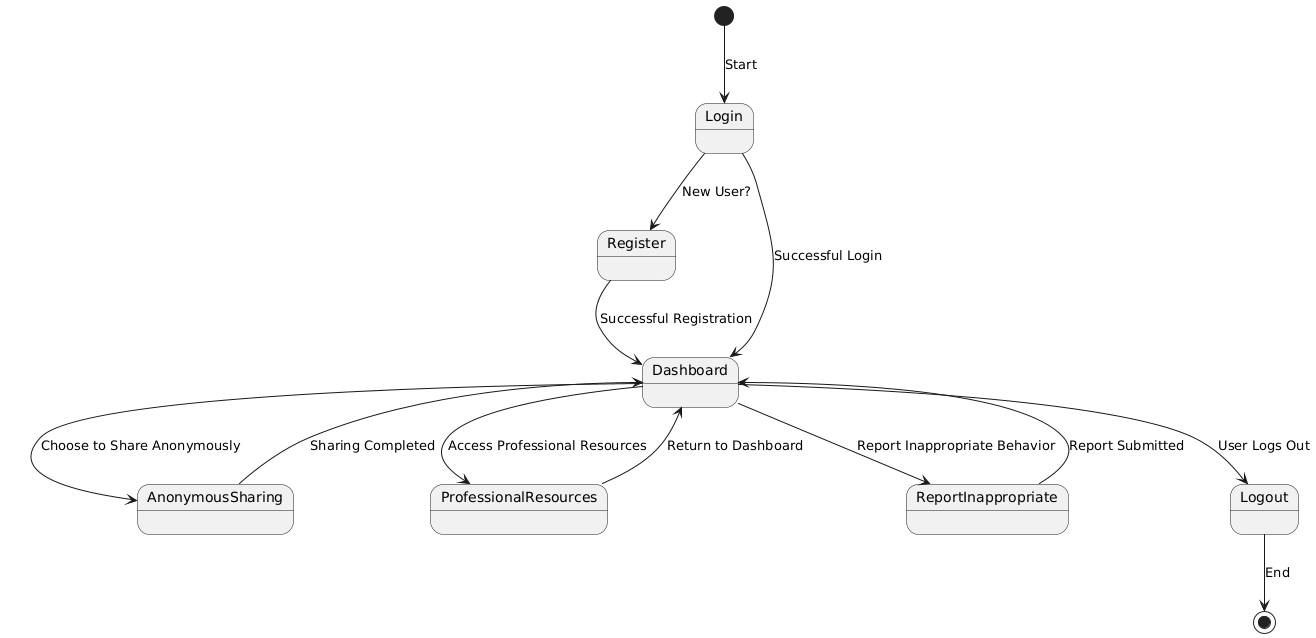 Start
Login
New User?
Register
Successful Login
Successful Registration
Dashboard
Choose to Share Anonymously
Sharing Completed
Access Professional Resources
Return to Dashboard
Report Inappropriate Behavior
Report Submitted
User Logs Out
AnonymousSharing
ProfessionalResources
ReportInappropriate
Logout
End